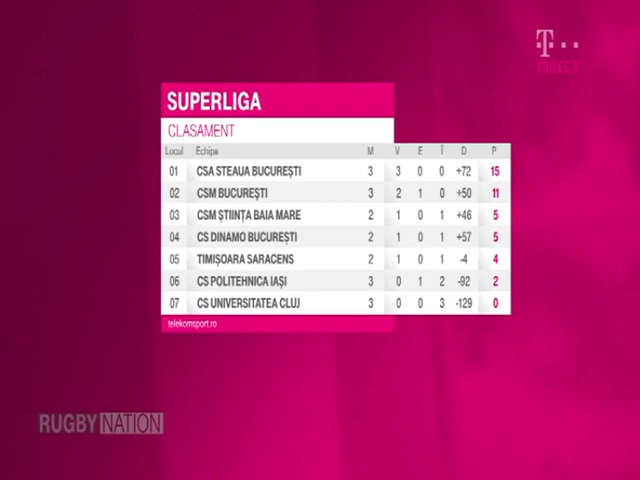 T
DIRECT
SUPERLIGA
CLASAMENT
Locul Echipa M V E Î D P
01 CSA STEAUA BUCUREȘTI 3 3 0 0 +72 15
02 CSM BUCUREȘTI 3 2 1 0 +50 11
03 CSM ȘTIINȚA BAIA MARE 2 1 0 1 +46 5
04 CS DINAMO BUCUREȘTI 2 1 0 1 +57 5
05 TIMIȘOARA SARACENS 2 1 0 1 -4 4
06 CS POLITEHNICA IAȘI 3 0 1 2 -92 2
07 CS UNIVERSITATEA CLUJ 3 0 0 3 -129 0
telekomsport.ro
RUGBY NATION